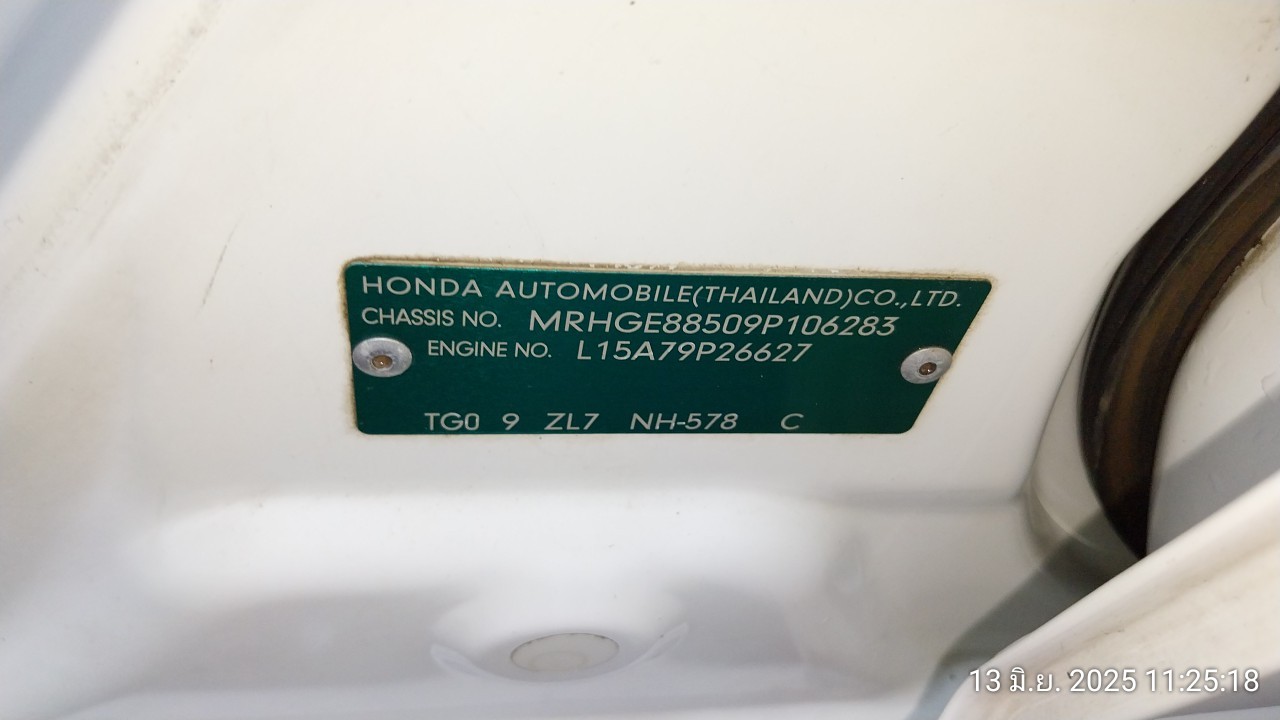 HONDA AUTOMOBILE(THAILAND)CO.,LTD.
CHASSIS NO. MRHGE88509P106283
ENGINE NO. L15A79P26627
TG0 9 ZL7 NH-578 C
13 มิ.ย. 2025 11:25:18